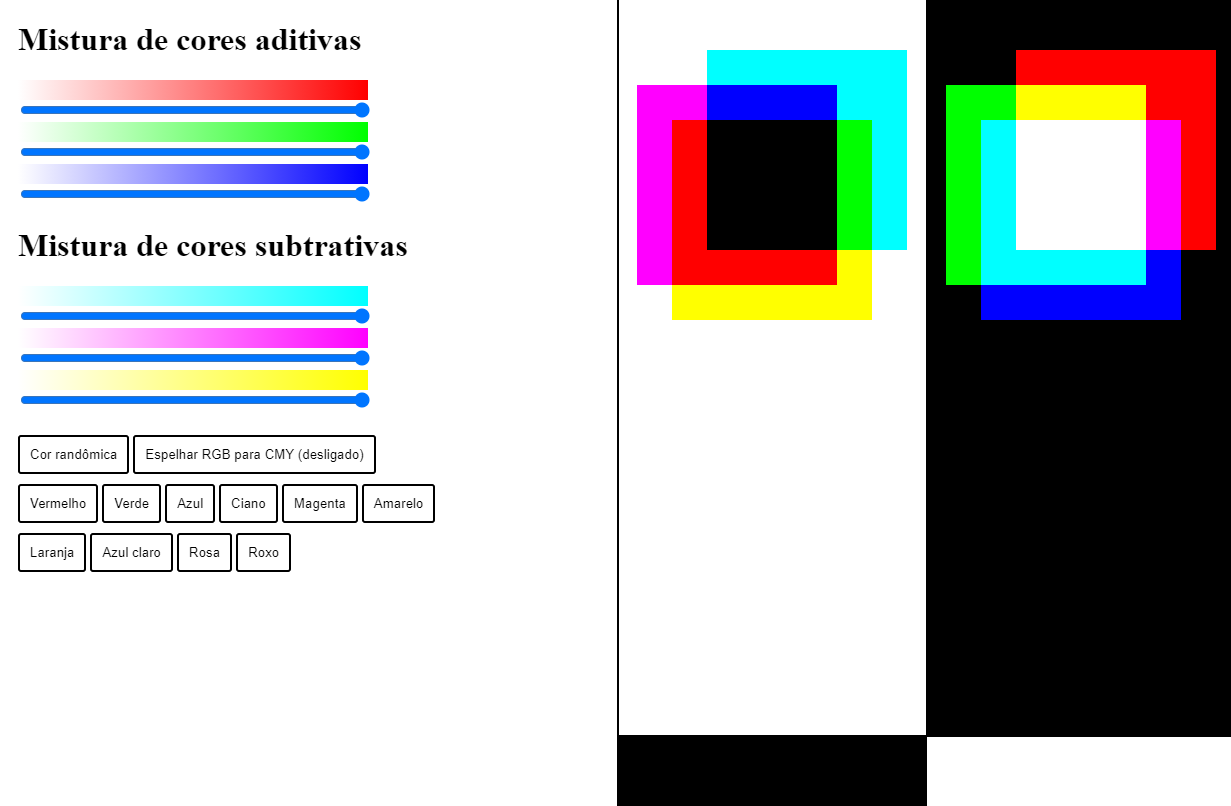 Mistura de cores aditivas
Mistura de cores subtrativas
Cor randômica Espelhar RGB para CMY (desligado)
Vermelho Verde Azul Ciano Magenta Amarelo
Laranja Azul claro Rosa Roxo